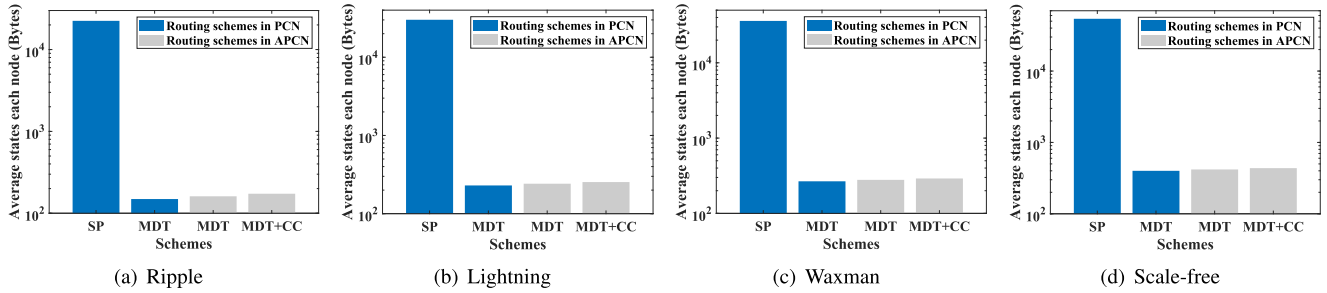 Average states each node (Bytes)
10^4
10^3
10^2
Routing schemes in PCN
Routing schemes in APCN
SP MDT MDT MDT+CC
Schemes
(a) Ripple
Average states each node (Bytes)
10^4
10^3
10^2
Routing schemes in PCN
Routing schemes in APCN
SP MDT MDT MDT+CC
Schemes
(b) Lightning
Average states each node (Bytes)
10^4
10^3
10^2
Routing schemes in PCN
Routing schemes in APCN
SP MDT MDT MDT+CC
Schemes
(c) Waxman
Average states each node (Bytes)
10^4
10^3
10^2
Routing schemes in PCN
Routing schemes in APCN
SP MDT MDT MDT+CC
Schemes
(d) Scale-free